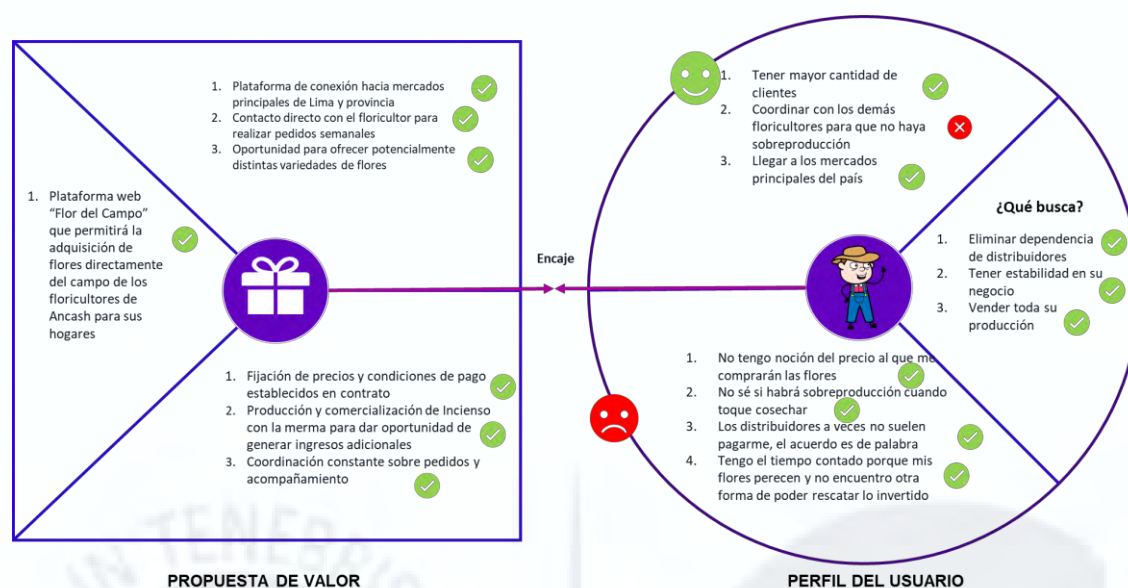 1. Plataforma de conexión hacia mercados
principales de Lima y provincia
2. Contacto directo con el floricultor para
realizar pedidos semanales
3. Oportunidad para ofrecer potencialmente
distintas variedades de flores
1. Plataforma web
“Flor del Campo”
que permitirá la
adquisición de
flores directamente
del campo de los
floricultores de
Ancash para sus
hogares
1. Fijación de precios y condiciones de pago
establecidos en contrato
2. Producción y comercialización de Incienso
con la merma para dar oportunidad de
generar ingresos adicionales
3. Coordinación constante sobre pedidos y
acompañamiento
Encaje
1. Tener mayor cantidad de
clientes
2. Coordinar con los demás
floricultores para que no haya
sobreproducción
3. Llegar a los mercados
principales del país
¿Qué busca?
1. Eliminar dependencia
de distribuidores
2. Tener estabilidad en su
negocio
3. Vender toda su
producción
1. No tengo noción del precio al que me
comprarán las flores
2. No sé si habrá sobreproducción cuando
toque cosechar
3. Los distribuidores a veces no suelen
pagarme, el acuerdo es de palabra
4. Tengo el tiempo contado porque mis
flores perecen y no encuentro otra
forma de poder rescatar lo invertido
IN TENEBRIS
PROPUESTA DE VALOR
PERFIL DEL USUARIO